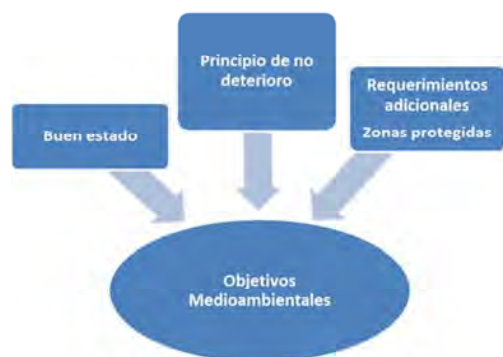 Principio de no
deterioro
Requerimientos
adicionales
Zonas protegidas
Buen estado
Objetivos
Medioambientales